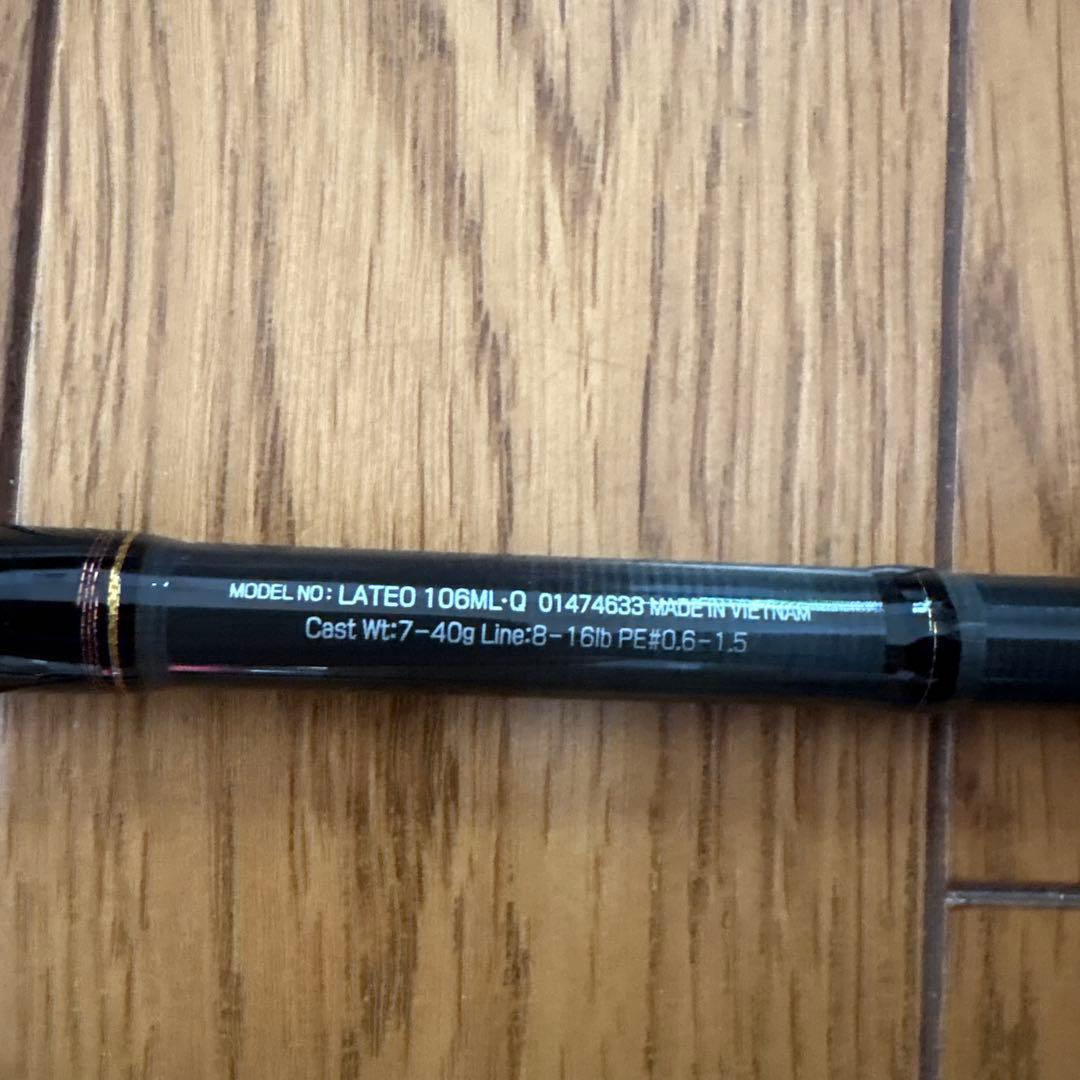 MODEL NO: LATEO 106ML·Q 01474633 MADE IN VIETNAM
Cast Wt:7-40g Line:8-16lb PE#0.6-1.5